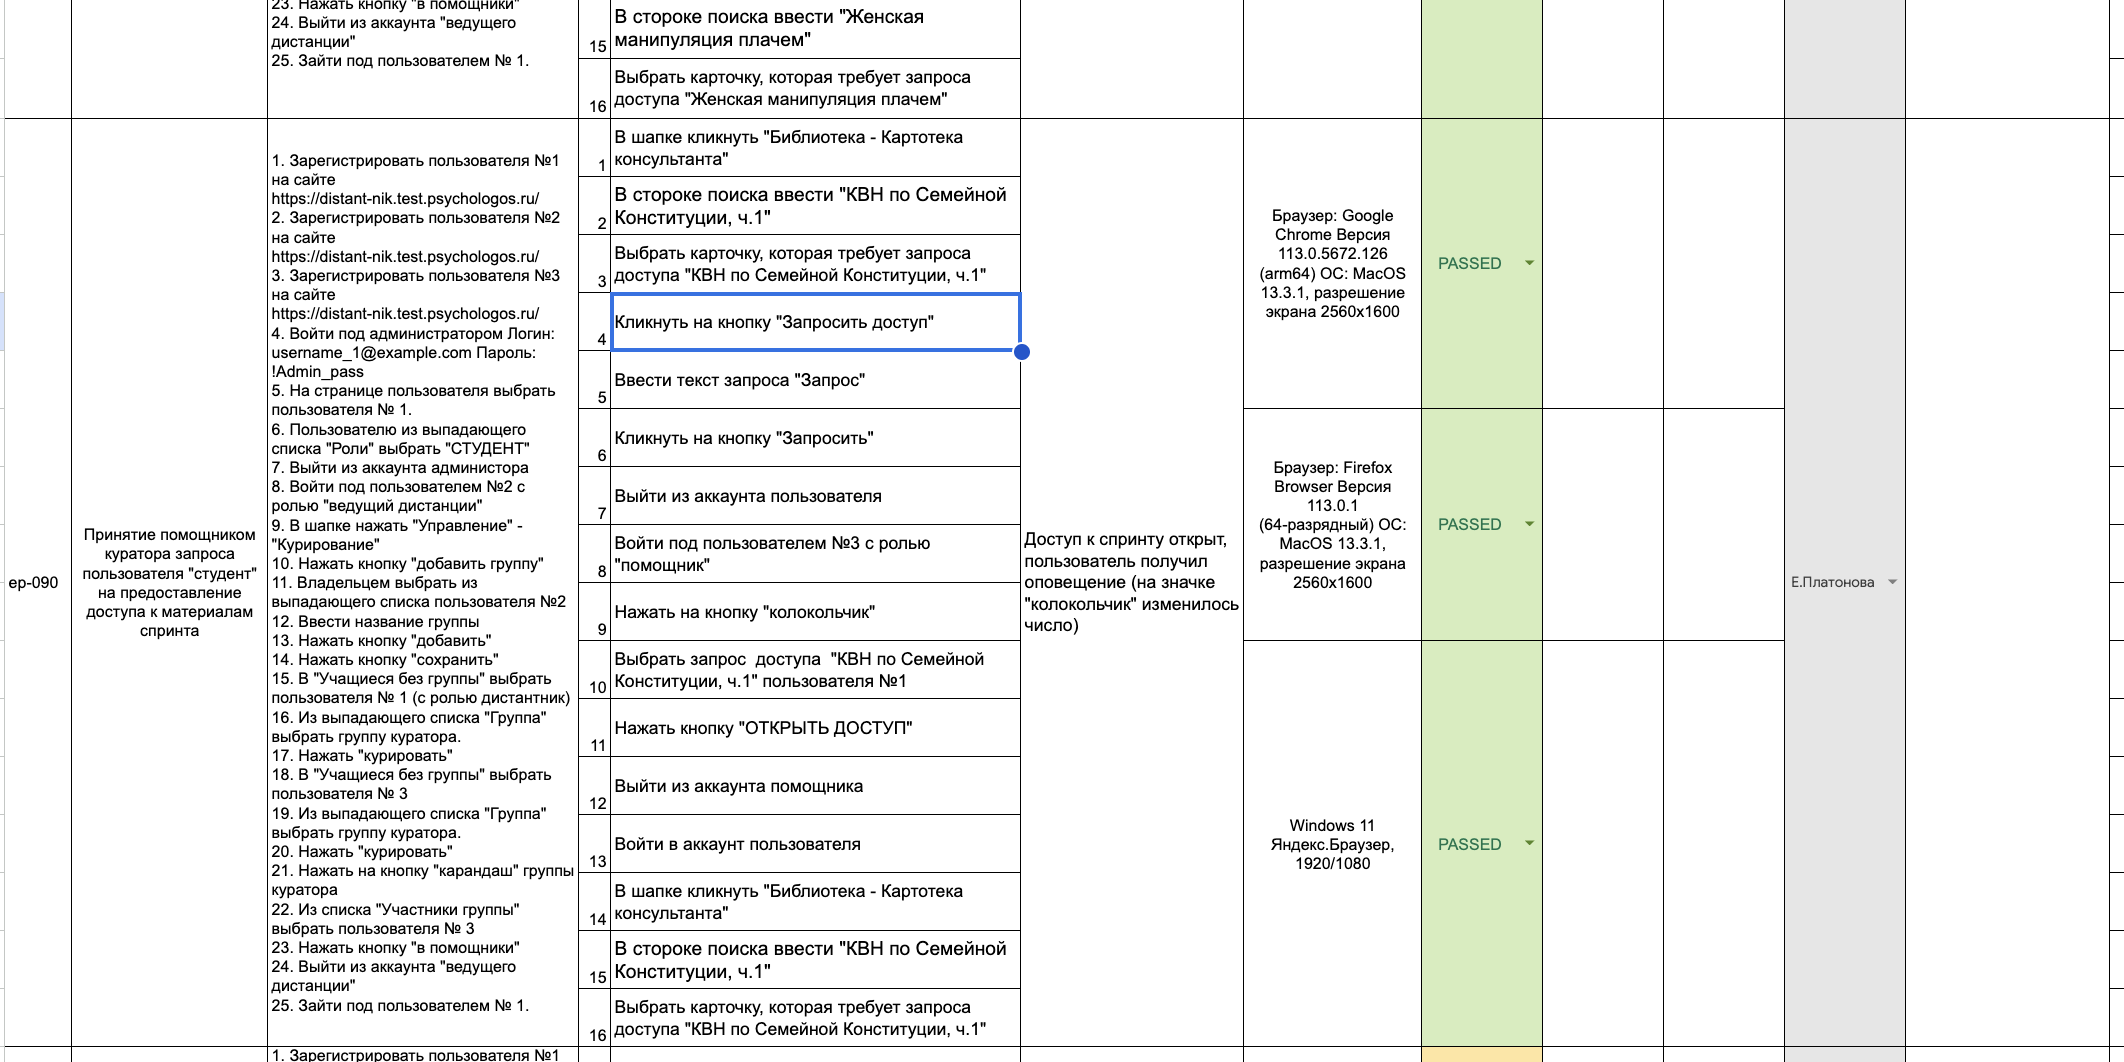 23. Нажать кнопку "в помощники"
24. Выйти из аккаунта "ведущего
дистанции"
25. Зайти под пользователем № 1.
15
В стороке поиска ввести "Женская
манипуляция плачем"
16
Выбрать карточку, которая требует запроса
доступа "Женская манипуляция плачем"
ер-090
Принятие помощником
куратора запроса
пользователя "студент"
на предоставление
доступа к материалам
спринта
1. Зарегистрировать пользователя №1
на сайте
https://distant-nik.test.psychologos.ru/
2. Зарегистрировать пользователя №2
на сайте
https://distant-nik.test.psychologos.ru/
3. Зарегистрировать пользователя №3
на сайте
https://distant-nik.test.psychologos.ru/
4. Войти под администратором Логин:
username_1@example.com Пароль:
!Admin_pass
5. На странице пользователя выбрать
пользователя № 1.
6. Пользователю из выпадающего
списка "Роли" выбрать "СТУДЕНТ"
7. Выйти из аккаунта администора
8. Войти под пользователем №2 с
ролью "ведущий дистанции"
9. В шапке нажать "Управление" -
"Курирование"
10. Нажать кнопку "добавить группу"
11. Владельцем выбрать из
выпадающего списка пользователя №2
12. Ввести название группы
13. Нажать кнопку "добавить"
14. Нажать кнопку "сохранить"
15. В "Учащиеся без группы" выбрать
пользователя № 1 (с ролью дистантник)
16. Из выпадающего списка "Группа"
выбрать группу куратора.
17. Нажать "курировать"
18. В "Учащиеся без группы" выбрать
пользователя № 3
19. Из выпадающего списка "Группа"
выбрать группу куратора.
20. Нажать "курировать"
21. Нажать на кнопку "карандаш" группы
куратора
22. Из списка "Участники группы"
выбрать пользователя № 3
23. Нажать кнопку "в помощники"
24. Выйти из аккаунта "ведущего
дистанции"
25. Зайти под пользователем № 1.
1
В шапке кликнуть "Библиотека - Картотека
консультанта"
2
В стороке поиска ввести "КВН по Семейной
Конституции, ч.1"
3
Выбрать карточку, которая требует запроса
доступа "КВН по Семейной Конституции, ч.1"
4
Кликнуть на кнопку "Запросить доступ"
5
Ввести текст запроса "Запрос"
6
Кликнуть на кнопку "Запросить"
7
Выйти из аккаунта пользователя
8
Войти под пользователем №3 с ролью
"помощник"
9
Нажать на кнопку "колокольчик"
10
Выбрать запрос  доступа  "КВН по Семейной
Конституции, ч.1" пользователя №1
11
Нажать кнопку "ОТКРЫТЬ ДОСТУП"
12
Выйти из аккаунта помощника
13
Войти в аккаунт пользователя
14
В шапке кликнуть "Библиотека - Картотека
консультанта"
15
В стороке поиска ввести "КВН по Семейной
Конституции, ч.1"
16
Выбрать карточку, которая требует запроса
доступа "КВН по Семейной Конституции, ч.1"
Доступ к спринту открыт,
пользователь получил
оповещение (на значке
"колокольчик" изменилось
число)
Браузер: Google
Chrome Версия
113.0.5672.126
(arm64) ОС: MacOS
13.3.1, разрешение
экрана 2560x1600
PASSED
Браузер: Firefox
Browser Версия
113.0.1
(64-разрядный) ОС:
MacOS 13.3.1,
разрешение экрана
2560x1600
PASSED
Windows 11
Яндекс.Браузер,
1920/1080
PASSED
Е.Платонова
1. Зарегистрировать пользователя №1